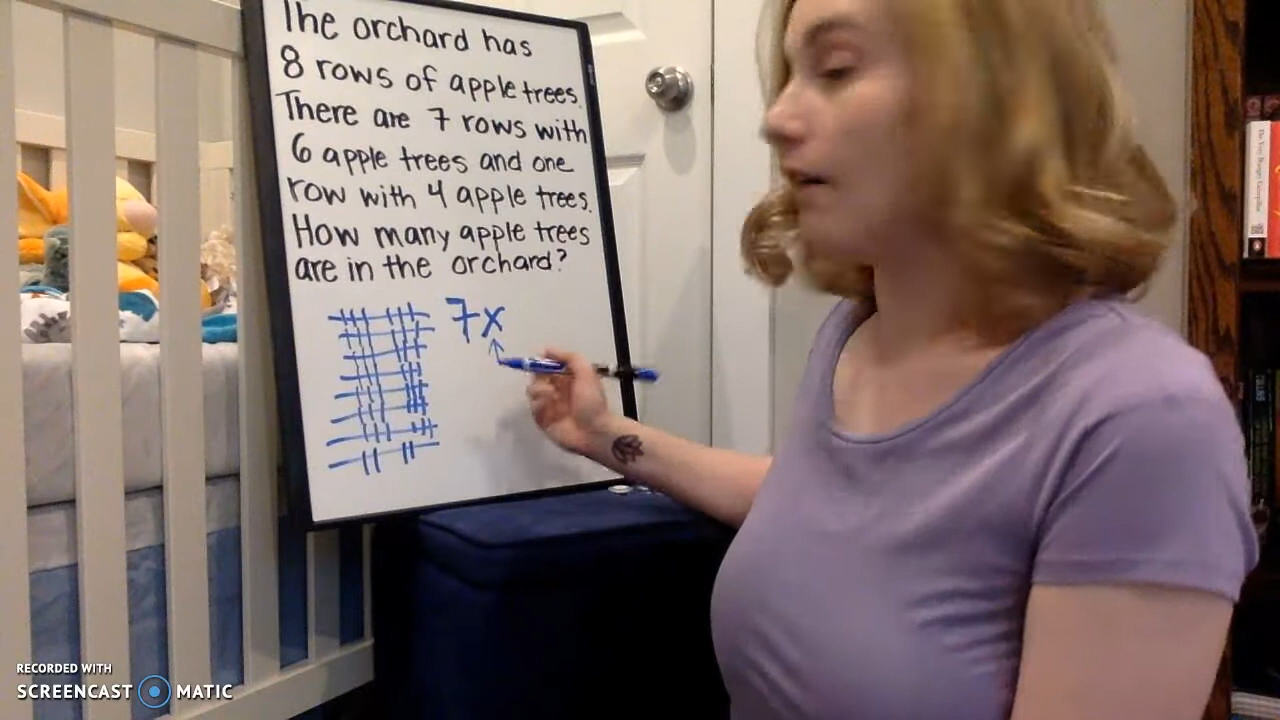 The orchard has
8 rows of apple trees.
There are 7 rows with
6 apple trees and one
row with 4 apple trees.
How many apple trees
are in the orchard?
7x
RECORDED WITH
SCREENCAST MATIC